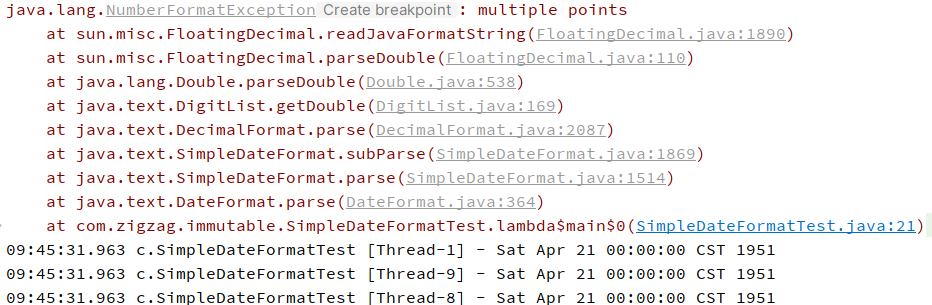 java.lang.NumberFormatException Create breakpoint : multiple points
at sun.misc.FloatingDecimal.readJavaFormatString(FloatingDecimal.java:1890)
at sun.misc.FloatingDecimal.parseDouble(FloatingDecimal.java:110)
at java.lang.Double.parseDouble(Double.java:538)
at java.text.DigitList.getDouble(DigitList.java:169)
at java.text.DecimalFormat.parse(DecimalFormat.java:2087)
at java.text.SimpleDateFormat.subParse(SimpleDateFormat.java:1869)
at java.text.SimpleDateFormat.parse(SimpleDateFormat.java:1514)
at java.text.DateFormat.parse(DateFormat.java:364)
at com.zigzag.immutable.SimpleDateFormatTest.lambda$main$0(SimpleDateFormatTest.java:21)
09:45:31.963 c.SimpleDateFormatTest [Thread-1] - Sat Apr 21 00:00:00 CST 1951
09:45:31.963 c.SimpleDateFormatTest [Thread-9] - Sat Apr 21 00:00:00 CST 1951
09:45:31.963 c.SimpleDateFormatTest [Thread-8] - Sat Apr 21 00:00:00 CST 1951